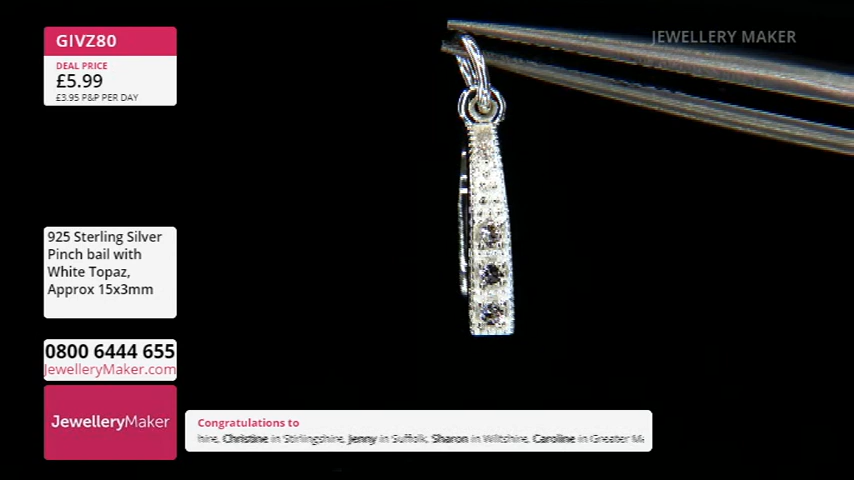 GIVZ80
DEAL PRICE
£5.99
£3.95 P&P PER DAY
JEWELLERY MAKER
925 Sterling Silver
Pinch bail with
White Topaz,
Approx 15x3mm
0800 6444 655
JewelleryMaker.com
JewelleryMaker
Congratulations to
hire, Christine in Stirlingshire, Jenny in Suffolk, Sharon in Wiltshire, Caroline in Greater